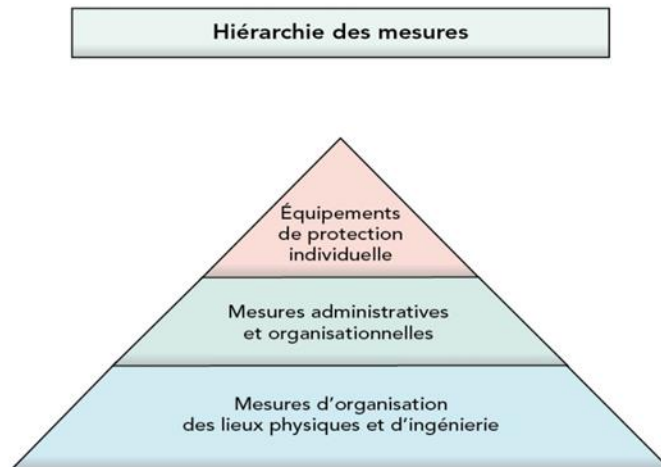 Hiérarchie des mesures
Équipements
de protection
individuelle
Mesures administratives
et organisationnelles
Mesures d'organisation
des lieux physiques et d'ingénierie